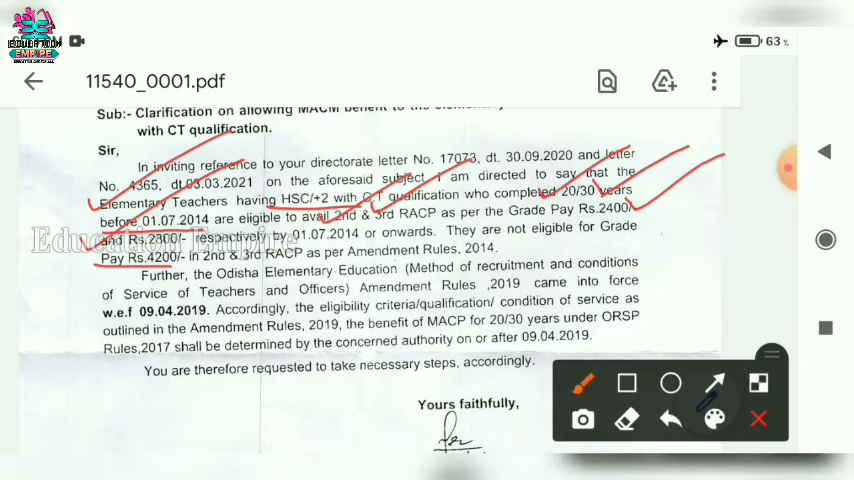 EDUCATION
EMPIRE
63%
11540_0001.pdf
Sub:- Clarification on allowing MACM benefit to the elementary
with CT qualification.
Sir,
In inviting reference to your directorate letter No. 17073, dt. 30.09.2020 and letter
No. 4365, dt.03.03.2021 on the aforesaid subject I am directed to say that the
Elementary Teachers having HSC/+2 with CT qualification who completed 20/30 years
before 01.07.2014 are eligible to avail 2nd & 3rd RACP as per the Grade Pay Rs.2400/-
and Rs.2800/- respectively by 01.07.2014 or onwards. They are not eligible for Grade
Education Empire
Pay Rs.4200/- in 2nd & 3rd RACP as per Amendment Rules, 2014.
Further, the Odisha Elementary Education (Method of recruitment and conditions
of Service of Teachers and Officers) Amendment Rules ,2019 came into force
w.e.f 09.04.2019. Accordingly, the eligibility criteria/qualification/ condition of service as
outlined in the Amendment Rules, 2019, the benefit of MACP for 20/30 years under ORSP
Rules,2017 shall be determined by the concerned authority on or after 09.04.2019.
You are therefore requested to take necessary steps, accordingly.
Yours faithfully,